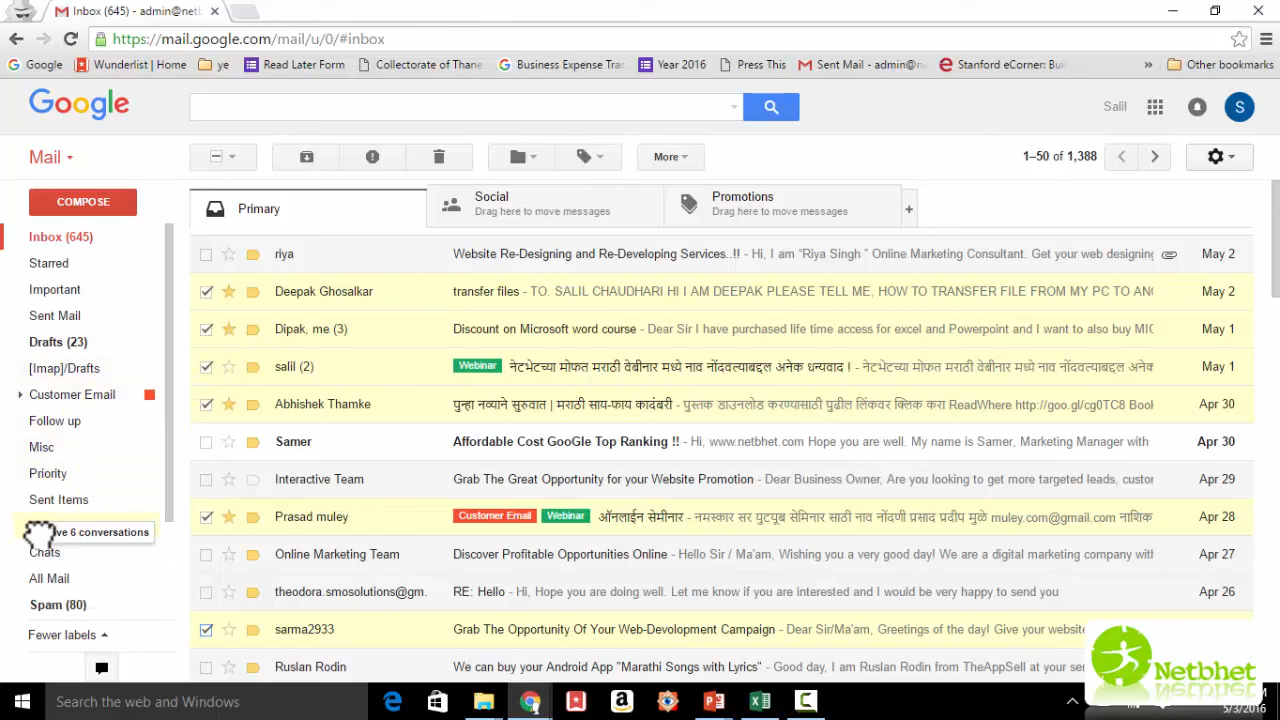 Inbox (645) - admin@netb
https://mail.google.com/mail/u/0/#inbox
Google Wunderlist | Home ye Read Later Form Collectorate of Thane Business Expense Trac Year 2016 Press This Sent Mail - admin@ne Stanford eCorner: Buil » Other bookmarks
Google
Salil
S
Mail
More
1–50 of 1,388
COMPOSE
Primary
Social
Drag here to move messages
Promotions
Drag here to move messages
+
Inbox (645)
Starred
Important
Sent Mail
Drafts (23)
[Imap]/Drafts
Customer Email
Follow up
Misc
Priority
Sent Items
ve 6 conversations
Chats
All Mail
Spam (80)
Fewer labels
riya Website Re-Designing and Re-Developing Services..!! - Hi, I am “Riya Singh ” Online Marketing Consultant. Get your web designing May 2
Deepak Ghosalkar transfer files - TO. SALIL CHAUDHARI HI I AM DEEPAK PLEASE TELL ME, HOW TO TRANSFER FILE FROM MY PC TO AN May 2
Dipak, me (3) Discount on Microsoft word course - Dear Sir I have purchased life time access for excel and Powerpoint and I want to also buy MIC May 1
salil (2) Webinar नेटभेटच्या मोफत मराठी वेबीनार मध्ये नाव नोंदवल्याबद्दल अनेक धन्यवाद ! - नेटभेटच्या मोफत मराठी वेबीनार मध्ये नाव नोंदवल्याबद्दल अनेक May 1
Abhishek Thamke पुन्हा नव्याने सुरुवात | मराठी साय-फाय कादंबरी - पुस्तक डाउनलोड करण्यासाठी पुढील लिंकवर क्लिक करा ReadWhere http://goo.gl/cg0TC8 Book Apr 30
Samer Affordable Cost GooGle Top Ranking !! - Hi, www.netbhet.com Hope you are well. My name is Samer, Marketing Manager with Apr 30
Interactive Team Grab The Great Opportunity for your Website Promotion - Dear Business Owner, Are you looking to get more targeted leads, custor Apr 29
Prasad muley Customer Email Webinar ऑनलाईन सेमीनार - नमस्कार सर युटयूब सेमिनार साठी नाव नोंदणी प्रसाद प्रदीप मुळे muley.com@gmail.com नाशिक Apr 28
Online Marketing Team Discover Profitable Opportunities Online - Hello Sir / Ma'am, Wishing you a very good day! We are a digital marketing company with Apr 27
theodora.smosolutions@gm. RE: Hello - Hi, Hope you are doing well. Let me know if you are interested and I would be very happy to send you Apr 26
sarma2933 Grab The Opportunity Of Your Web-Devolopment Campaign - Dear Sir/Ma'am, Greetings of the day! Give your website
Ruslan Rodin We can buy your Android App "Marathi Songs with Lyrics" - Good day, I am Ruslan Rodin from TheAppSell at your se
Netbhet
Search the web and Windows
5/3/2016